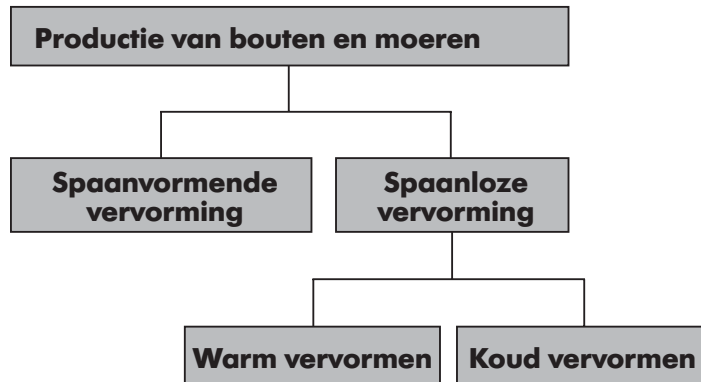 Productie van bouten en moeren
Spaanvormende
vervorming
Spaanloze
vervorming
Warm vervormen
Koud vervormen